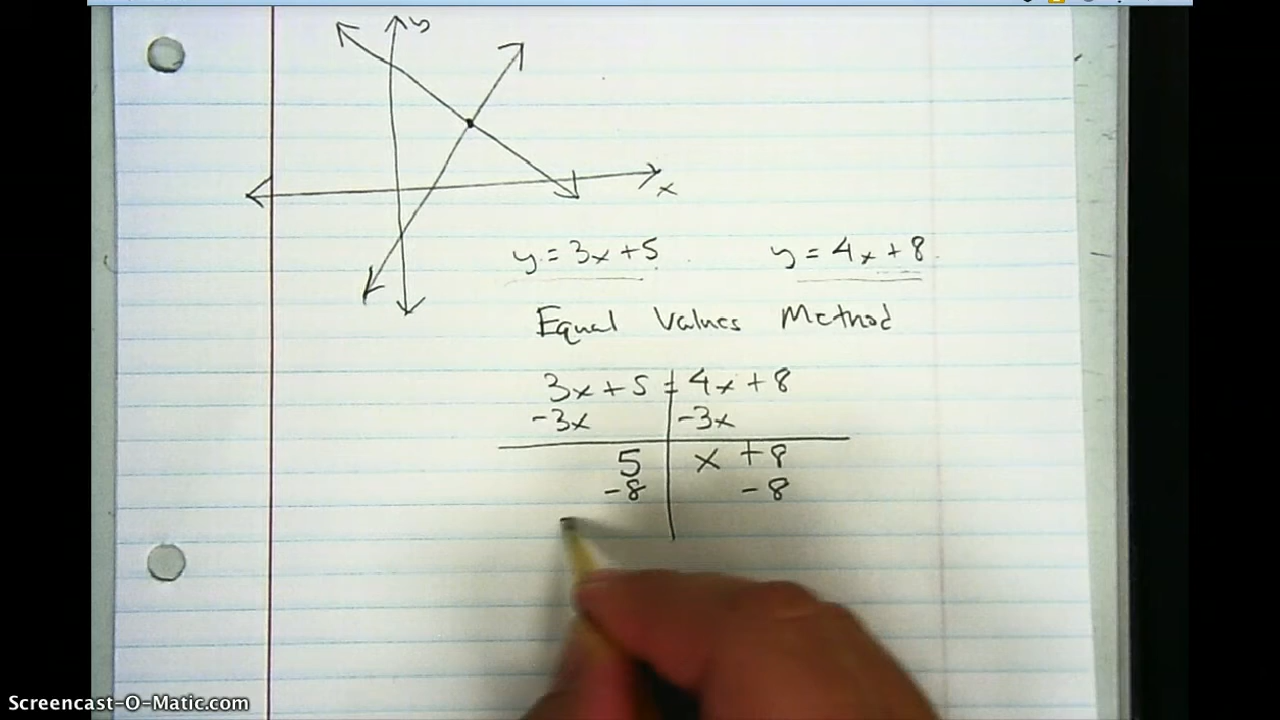 y
x
y = 3x + 5 y = 4x + 8
Equal Values Method
3x + 5 = 4x + 8
-3x -3x
5 x + 8
-8 -8
Screencast-O-Matic.com